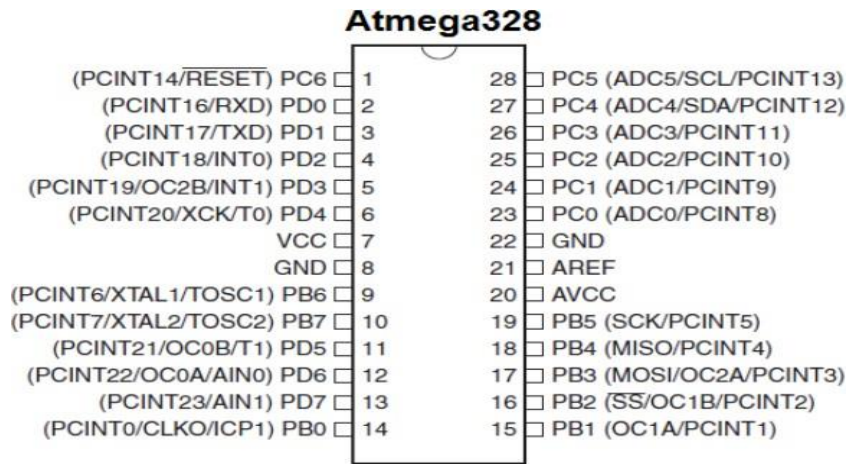 Atmega328
(PCINT14/RESET) PC6 1 28 PC5 (ADC5/SCL/PCINT13)
(PCINT16/RXD) PD0 2 27 PC4 (ADC4/SDA/PCINT12)
(PCINT17/TXD) PD1 3 26 PC3 (ADC3/PCINT11)
(PCINT18/INT0) PD2 4 25 PC2 (ADC2/PCINT10)
(PCINT19/OC2B/INT1) PD3 5 24 PC1 (ADC1/PCINT9)
(PCINT20/XCK/T0) PD4 6 23 PC0 (ADC0/PCINT8)
VCC 7 22 GND
GND 8 21 AREF
(PCINT6/XTAL1/TOSC1) PB6 9 20 AVCC
(PCINT7/XTAL2/TOSC2) PB7 10 19 PB5 (SCK/PCINT5)
(PCINT21/OC0B/T1) PD5 11 18 PB4 (MISO/PCINT4)
(PCINT22/OC0A/AIN0) PD6 12 17 PB3 (MOSI/OC2A/PCINT3)
(PCINT23/AIN1) PD7 13 16 PB2 (SS/OC1B/PCINT2)
(PCINT0/CLKO/ICP1) PB0 14 15 PB1 (OC1A/PCINT1)